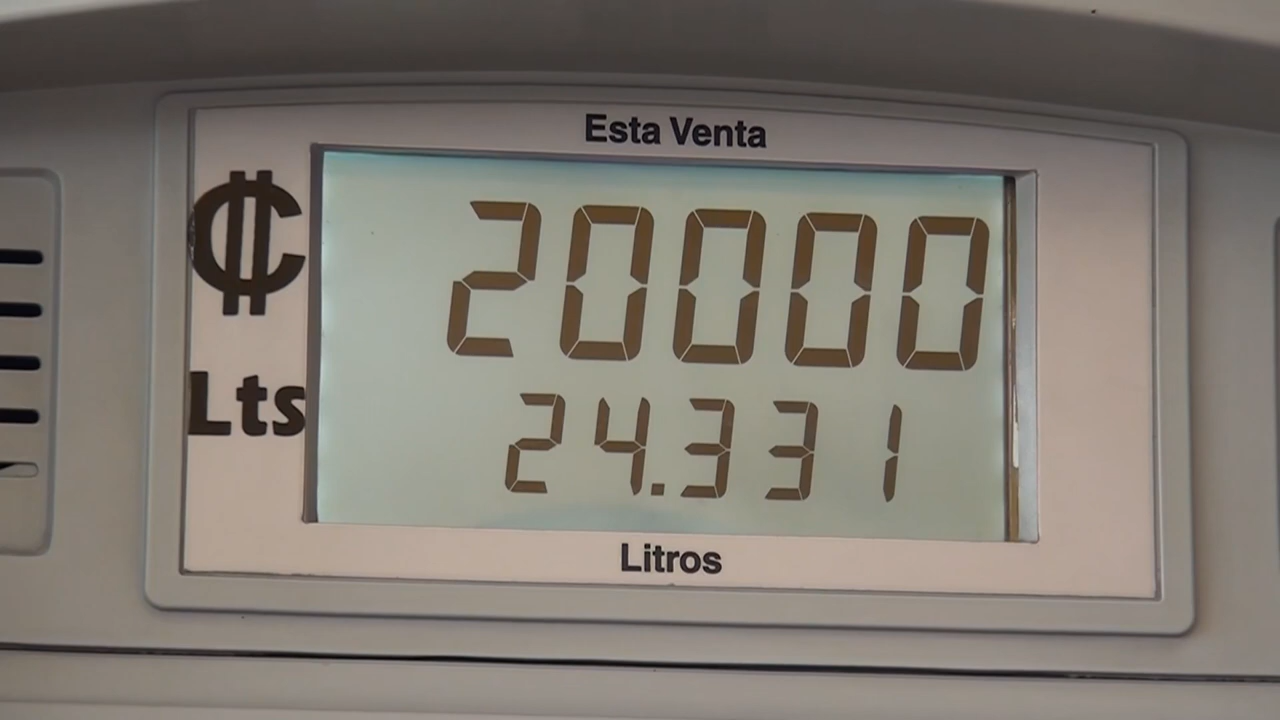 Esta Venta
₡ 20000
Lts 24.331
Litros